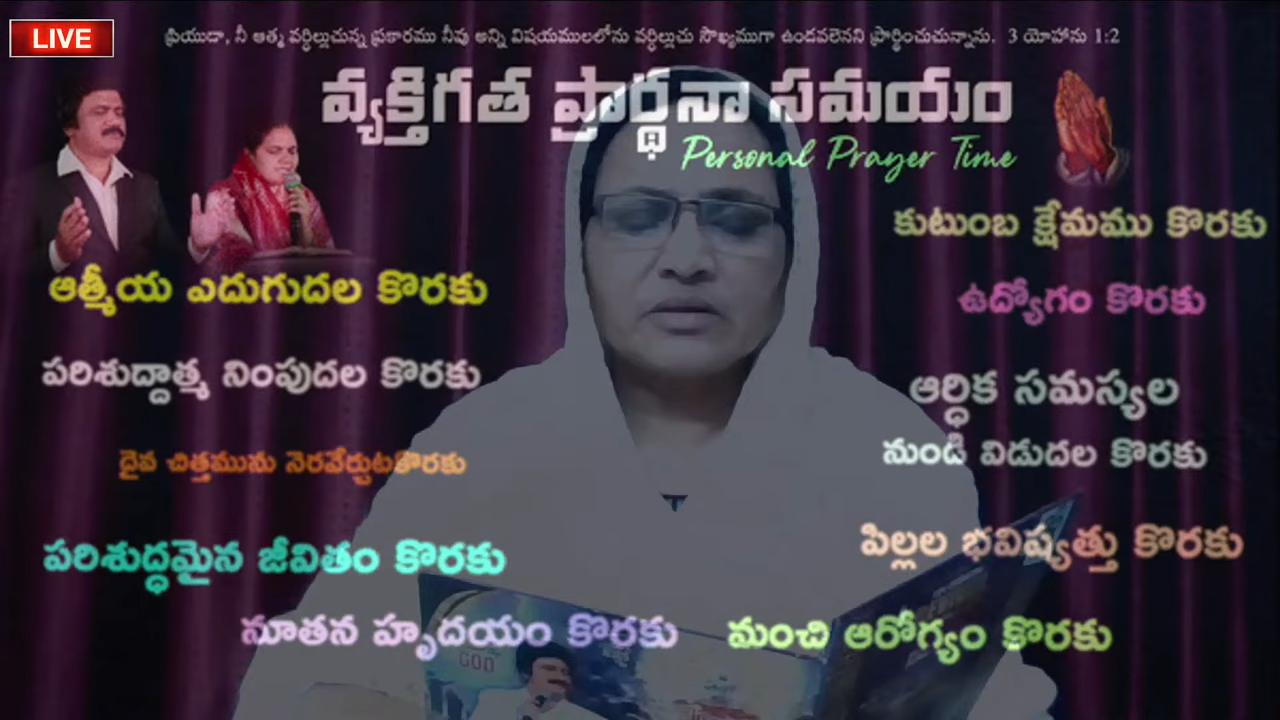 LIVE
ప్రియుడా, నీ ఆత్మ వర్ధిల్లుచున్న ప్రకారము నీవు అన్ని విషయములలోను వర్ధిల్లుచు సౌఖ్యముగా ఉండవలెనని ప్రార్థించుచున్నాను. 3 యోహాను 1:2
వ్యక్తిగత ప్రార్థనా సమయం
Personal Prayer Time
కుటుంబ క్షేమము కొరకు
ఆత్మీయ ఎదుగుదల కొరకు
ఉద్యోగం కొరకు
పరిశుద్దాత్మ నింపుదల కొరకు
ఆర్ధిక సమస్యల
నుండి విడుదల కొరకు
దైవ చిత్తమును నెరవేర్చుటకొరకు
పరిశుద్ధమైన జీవితం కొరకు
పిల్లల భవిష్యత్తు కొరకు
నూతన హృదయం కొరకు
మంచి ఆరోగ్యం కొరకు
GOD